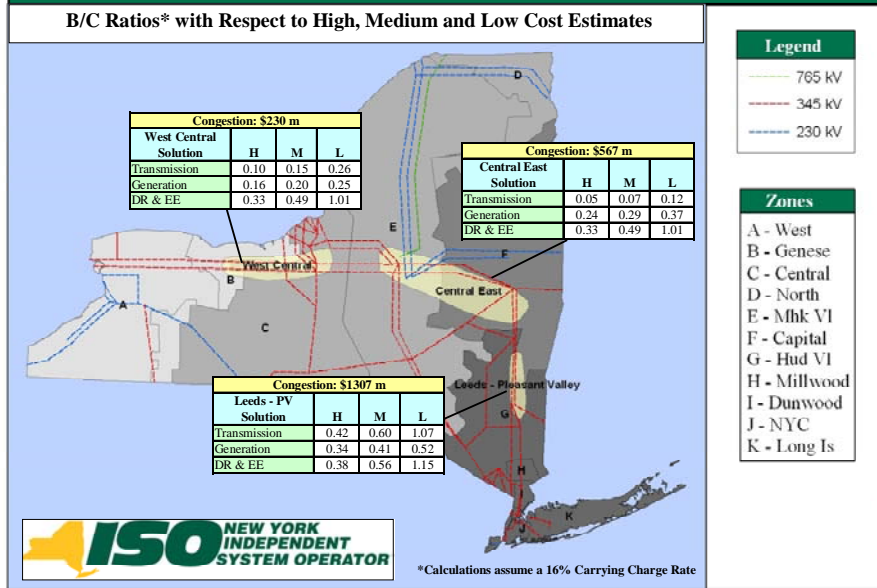 B/C Ratios* with Respect to High, Medium and Low Cost Estimates
Legend
765 kV
345 kV
230 kV
Congestion: $230 m
West Central
Solution H M L
Transmission 0.10 0.15 0.26
Generation 0.16 0.20 0.25
DR & EE 0.33 0.49 1.01
Congestion: $567 m
Central East
Solution H M L
Transmission 0.05 0.07 0.12
Generation 0.24 0.29 0.37
DR & EE 0.33 0.49 1.01
Zones
A - West
B - Genese
C - Central
D - North
E - Mhk Vl
F - Capital
G - Hud Vl
H - Millwood
I - Dunwood
J - NYC
K - Long Is
D
E
F
West Central
B
Central East
A
C
Congestion: $1307 m
Leeds - PV
Solution H M L
Transmission 0.42 0.60 1.07
Generation 0.34 0.41 0.52
DR & EE 0.38 0.56 1.15
Leeds - Pleasant Valley
G
H
I
J
K
ISO NEW YORK
INDEPENDENT
SYSTEM OPERATOR
*Calculations assume a 16% Carrying Charge Rate